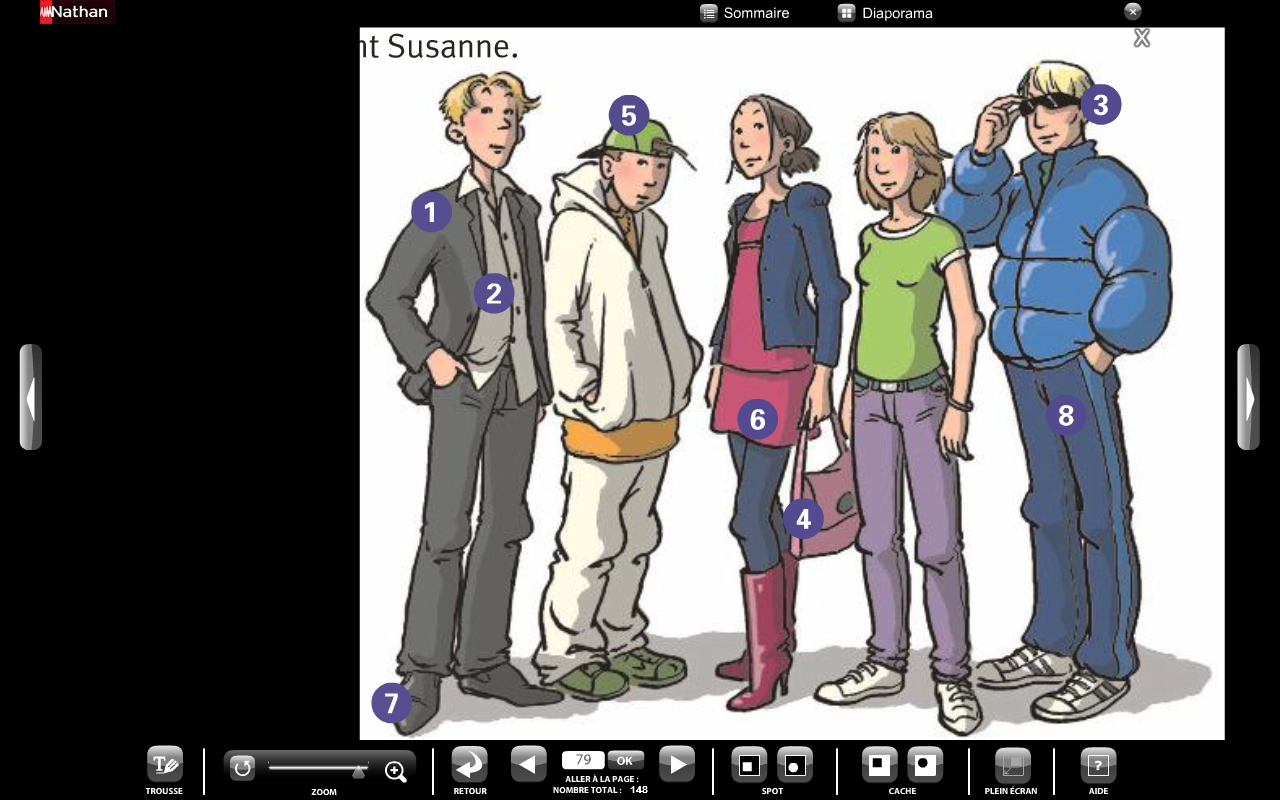 Nathan
Sommaire
Diaporama
nt Susanne.
5
3
1
2
6
8
4
7
TROUSSE
ZOOM
RETOUR
79 OK
ALLER À LA PAGE :
NOMBRE TOTAL : 148
SPOT
CACHE
PLEIN ÉCRAN
? 
AIDE